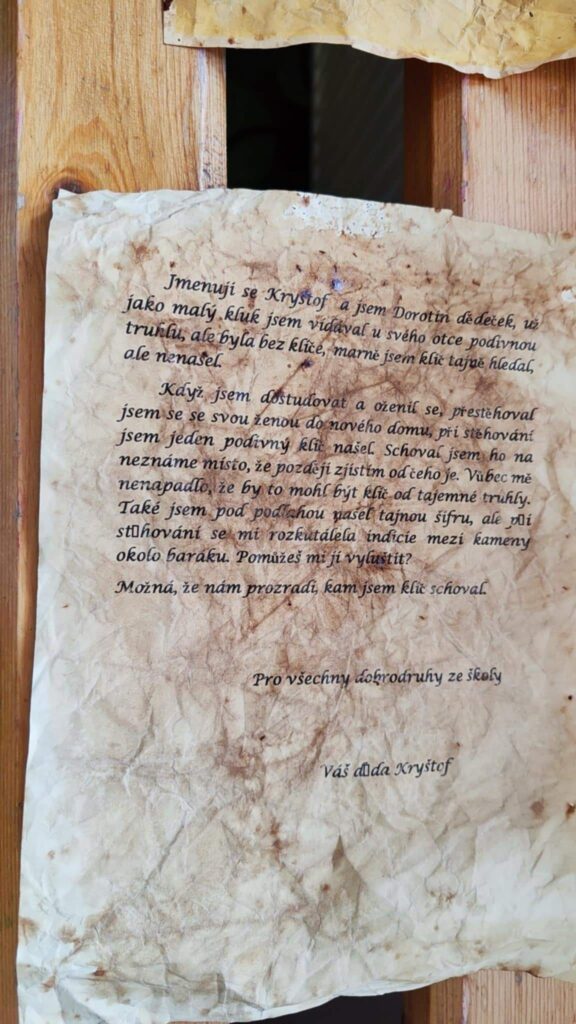 Jmenuji se Kryštof a jsem Dorotin dědeček, už
jako malý kluk jsem vídával u svého otce podivnou
truhlu, ale byla bez klíče, marně jsem klíč tajně hledal,
ale nenašel.
Když jsem dostudoval a oženil se, přestěhoval
jsem se se svou ženou do nového domu, při stěhování
jsem jeden podivný klíč našel. Schoval jsem ho na
neznáme místo, že později zjistím od čeho je. Vůbec mě
nenapadlo, že by to mohl být klíč od tajemné truhly.
Také jsem pod podlahou našel tajnou šifru, ale p▯i
st▯hování se mi rozkutálela indicie mezi kameny
okolo baráku. Pomůžeš mi jí vyluštit?
Možná, že nám prozradí, kam jsem klíč schoval.
Pro všechny dobrodruhy ze školy
Váš d▯da Kryštof